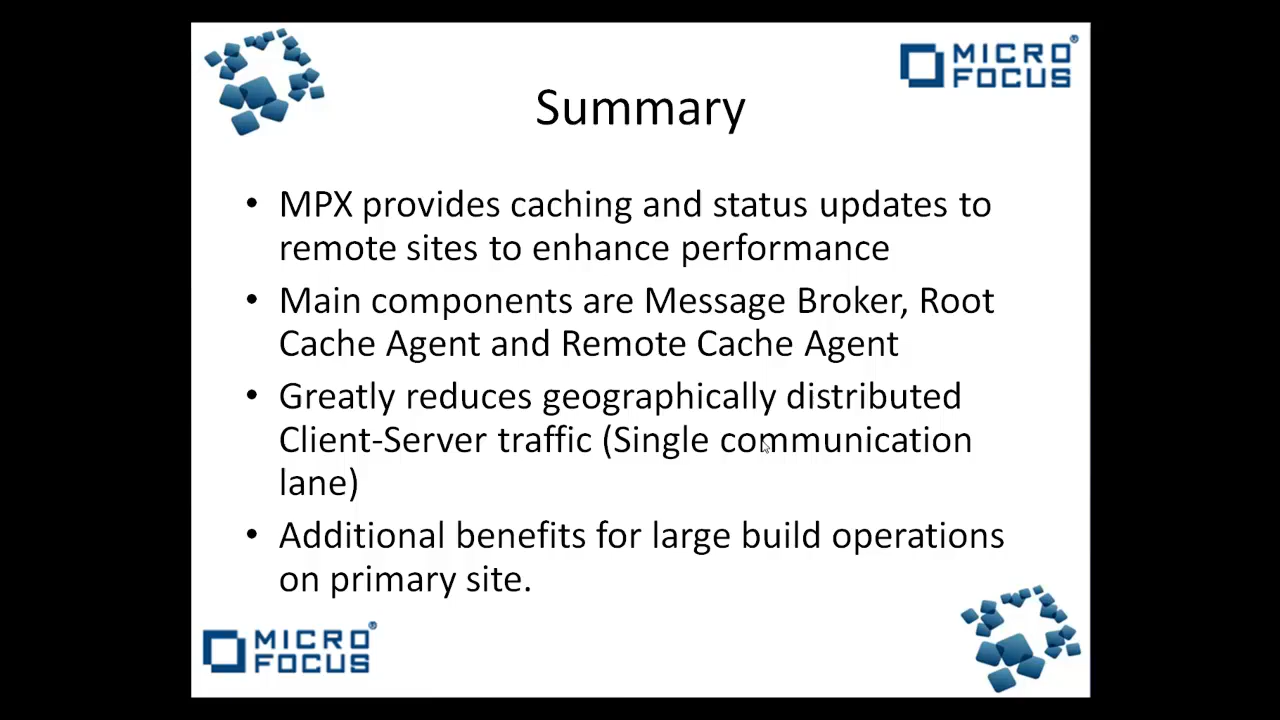 MICRO
FOCUS
Summary
• MPX provides caching and status updates to
remote sites to enhance performance
• Main components are Message Broker, Root
Cache Agent and Remote Cache Agent
• Greatly reduces geographically distributed
Client-Server traffic (Single communication
lane)
• Additional benefits for large build operations
on primary site.
MICRO
FOCUS